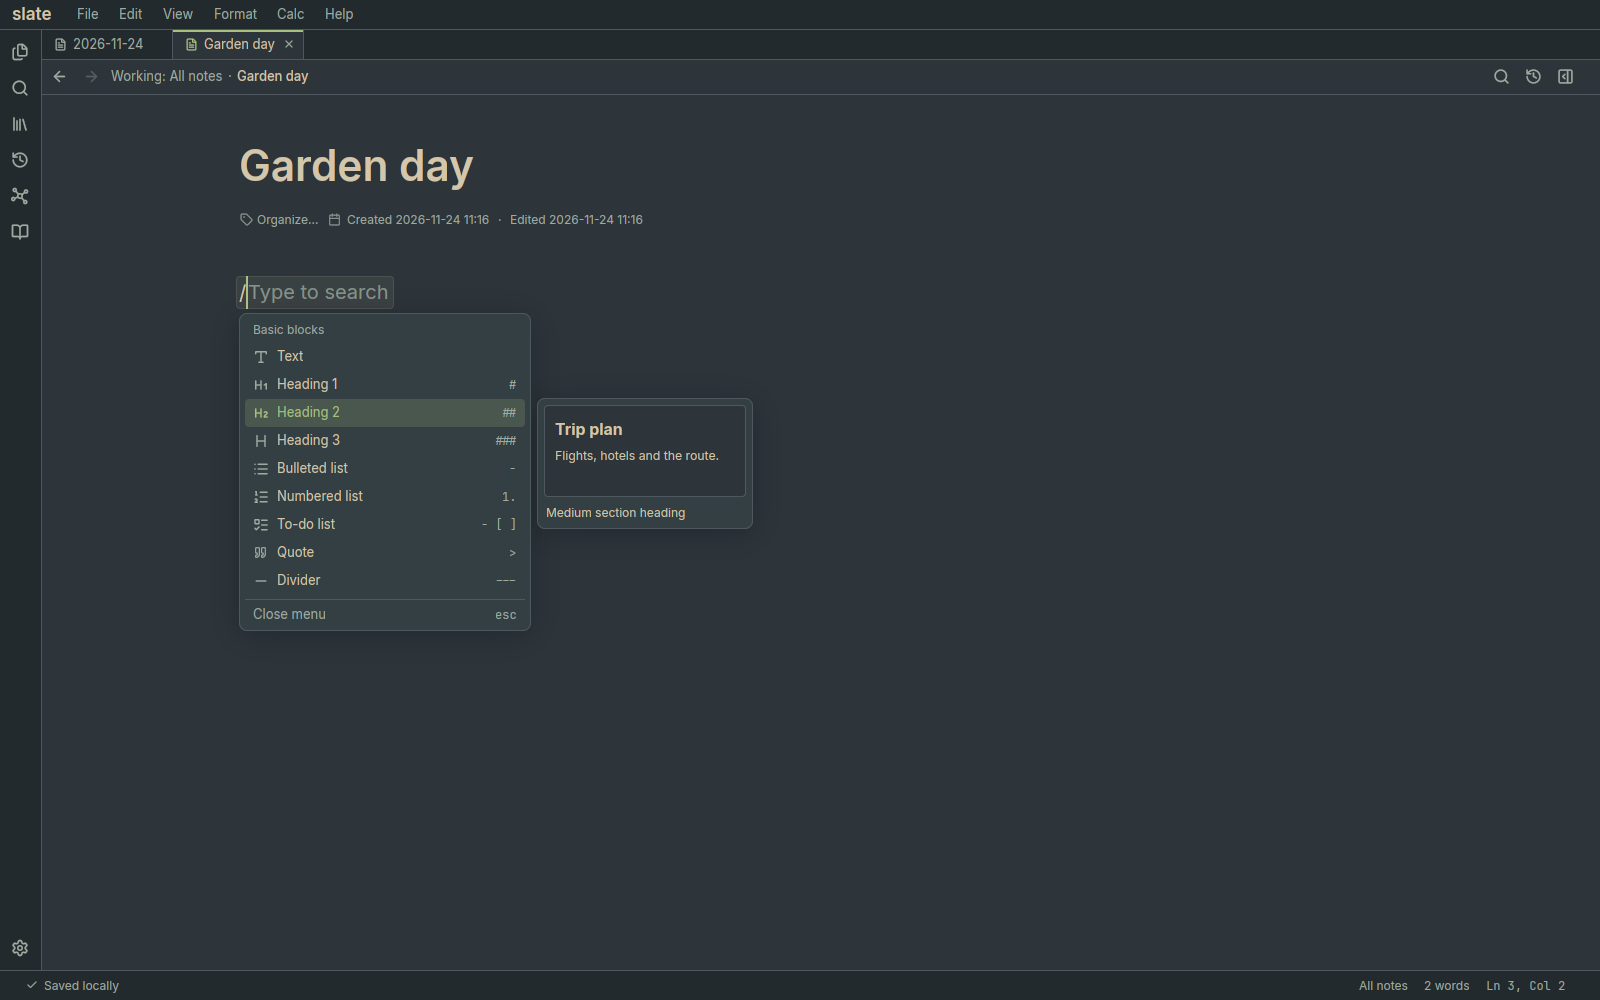 slate File Edit View Format Calc Help
2026-11-24 Garden day
Working: All notes · Garden day
Garden day
Organize... Created 2026-11-24 11:16 · Edited 2026-11-24 11:16
/Type to search
Basic blocks
Text
Heading 1 #
Heading 2 ##
Heading 3 ###
Bulleted list -
Numbered list 1.
To-do list - [ ]
Quote >
Divider ---
Close menu esc
Trip plan
Flights, hotels and the route.
Medium section heading
Saved locally All notes 2 words Ln 3, Col 2